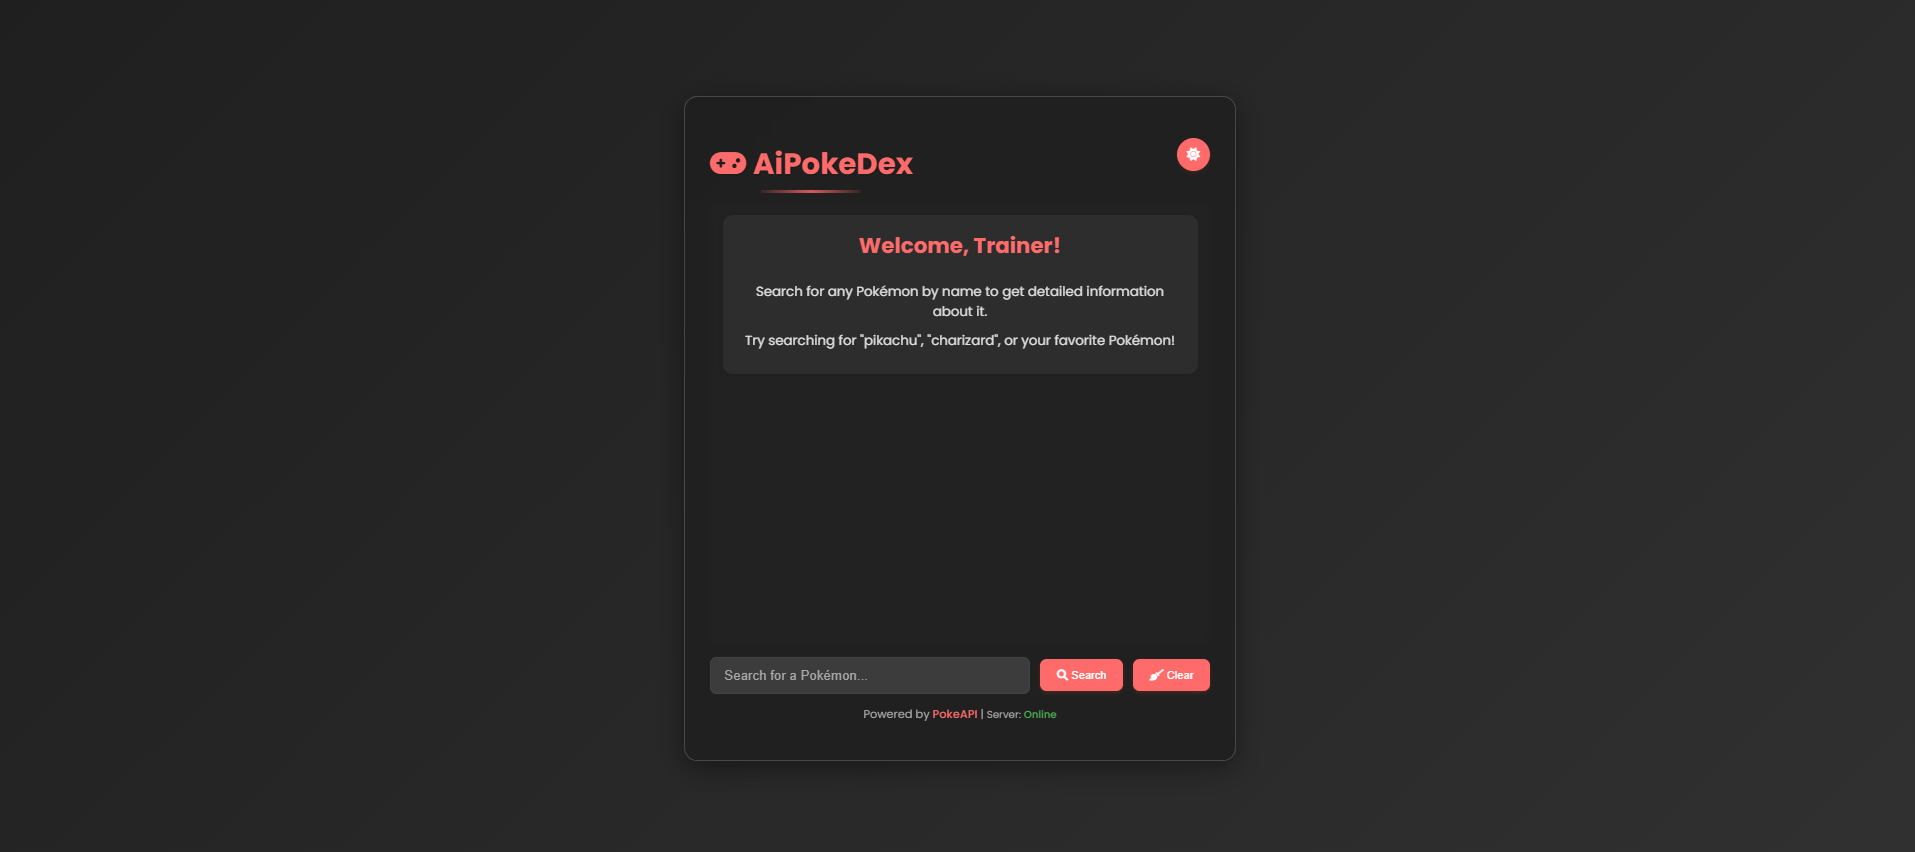 AiPokeDex
Welcome, Trainer!
Search for any Pokémon by name to get detailed information
about it.
Try searching for "pikachu", "charizard", or your favorite Pokémon!
Search for a Pokémon...
Search
Clear
Powered by PokeAPI | Server: Online